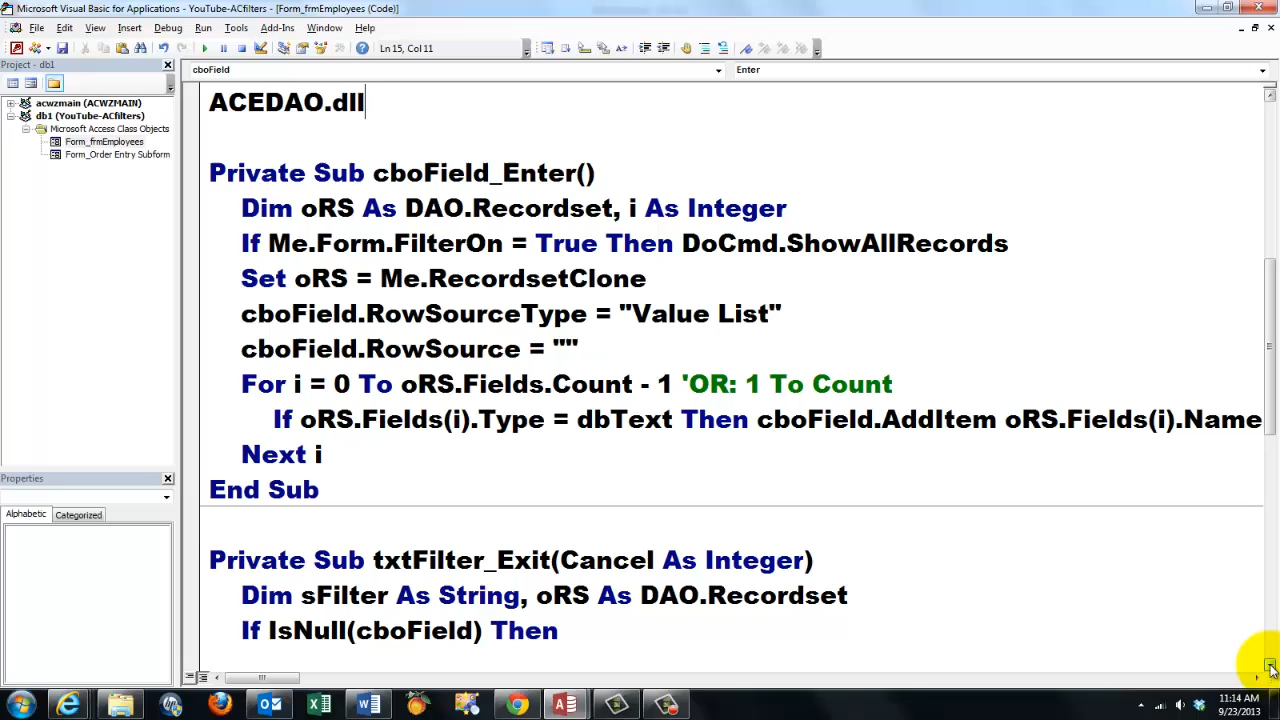 Microsoft Visual Basic for Applications - YouTube-ACfilters - [Form_frmEmployees (Code)]
File Edit View Insert Debug Run Tools Add-Ins Window Help
Ln 15, Col 11
Project - db1
cboField
Enter
acwzmain (ACWZMAIN)
db1 (YouTube-ACfilters)
Microsoft Access Class Objects
Form_frmEmployees
Form_Order Entry Subform
Properties
Alphabetic Categorized
ACEDAO.dll
Private Sub cboField_Enter()
Dim oRS As DAO.Recordset, i As Integer
If Me.Form.FilterOn = True Then DoCmd.ShowAllRecords
Set oRS = Me.RecordsetClone
cboField.RowSourceType = "Value List"
cboField.RowSource = ""
For i = 0 To oRS.Fields.Count - 1 'OR: 1 To Count
If oRS.Fields(i).Type = dbText Then cboField.AddItem oRS.Fields(i).Name
Next i
End Sub
Private Sub txtFilter_Exit(Cancel As Integer)
Dim sFilter As String, oRS As DAO.Recordset
If IsNull(cboField) Then
11:14 AM
9/23/2013